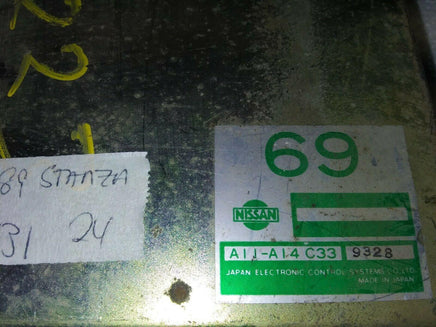 69
NISSAN
A11-A14 C33 9328
JAPAN ELECTRONIC CONTROL SYSTEMS CO.,LTD.
MADE IN JAPAN
89 STANZA
31 24